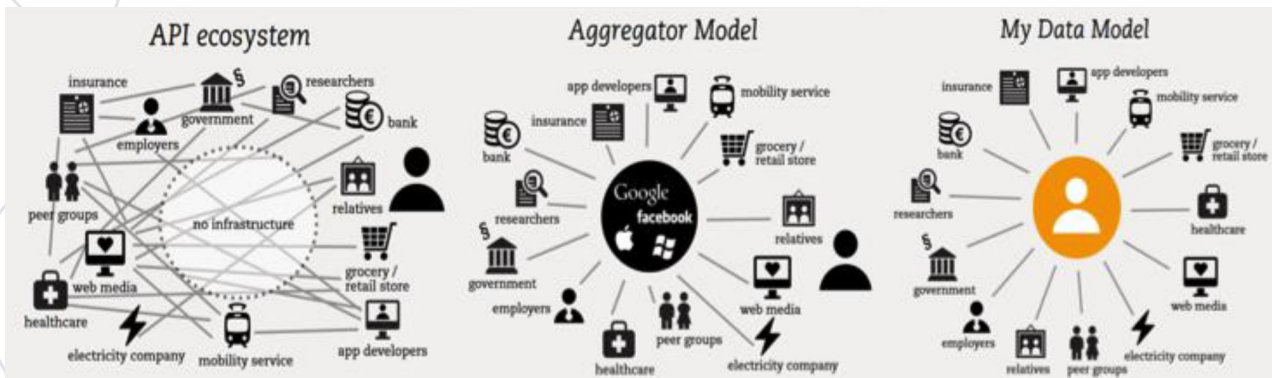 API ecosystem
insurance
employers
§
government
researchers
€
bank
peer groups
no infrastructure
relatives
web media
grocery /
retail store
healthcare
electricity company
mobility service
app developers
Aggregator Model
app developers
mobility service
insurance
€
bank
grocery /
retail store
researchers
Google
facebook
relatives
§
government
employers
web media
peer groups
healthcare
electricity company
My Data Model
app developers
insurance
mobility service
€
bank
grocery /
retail store
researchers
healthcare
§
government
web media
employers
relatives
peer groups
electricity company